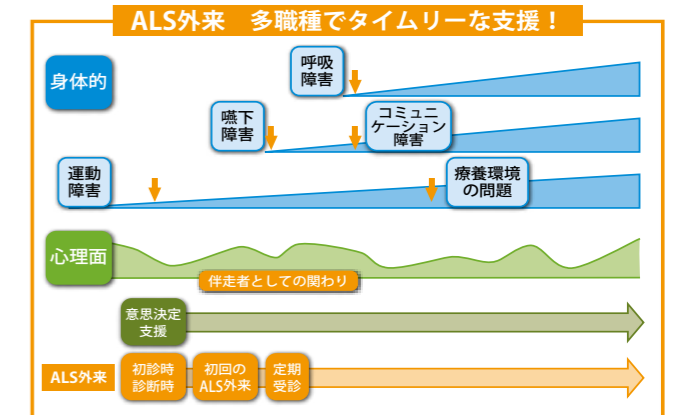 ALS外来 多職種でタイムリーな支援！
身体的
呼吸
障害
嚥下
障害
コミュニ
ケーション
障害
運動
障害
療養環境
の問題
心理面
伴走者としての関わり
意思決定
支援
ALS外来
初診時
診断時
初回の
ALS外来
定期
受診